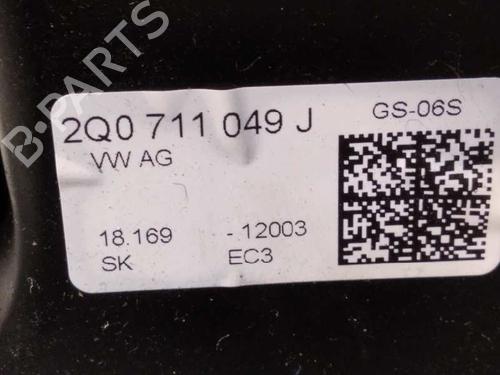 B-PARTS
2Q0 711 049 J
GS-06S
VW AG
18.169 -12003
SK EC3